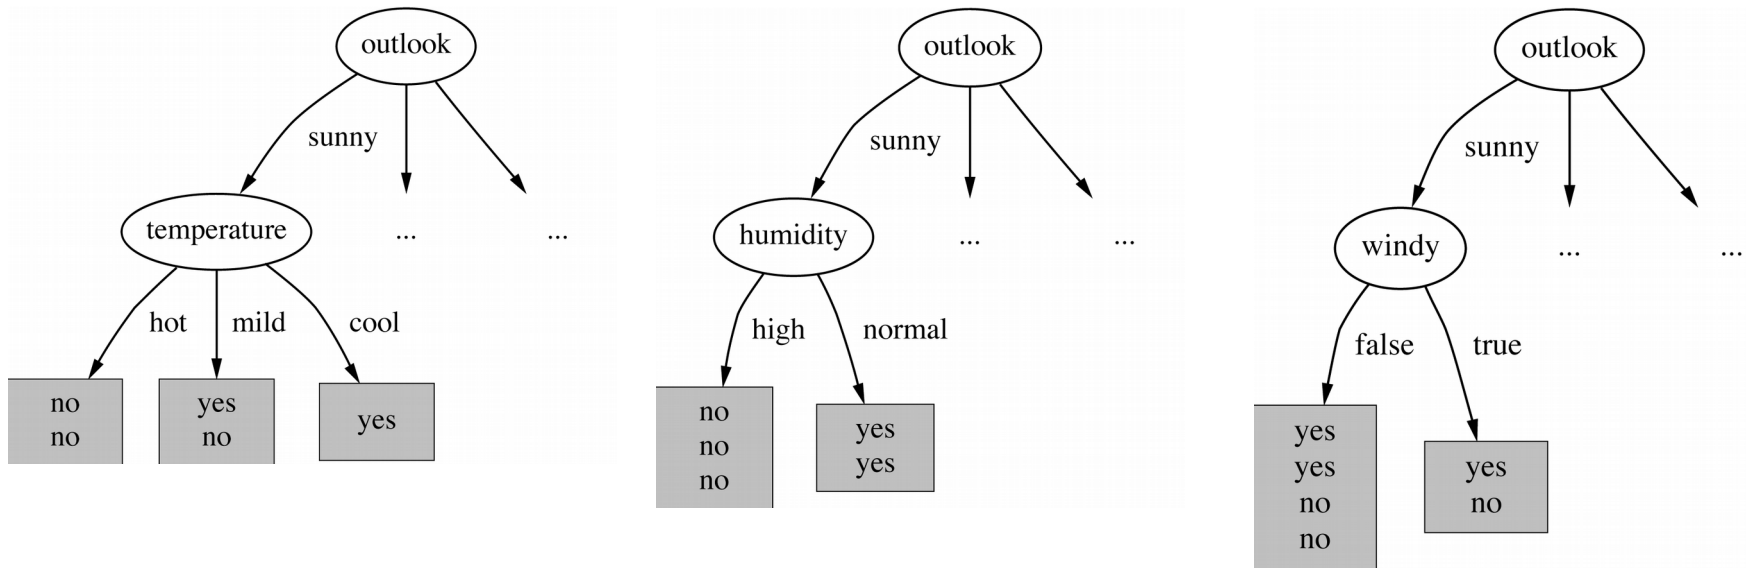 outlook
sunny
temperature
...
...
hot
mild
cool
no
no
yes
no
yes
outlook
sunny
humidity
...
...
high
normal
no
no
no
yes
yes
outlook
sunny
windy
...
...
false
true
yes
yes
no
no
yes
no